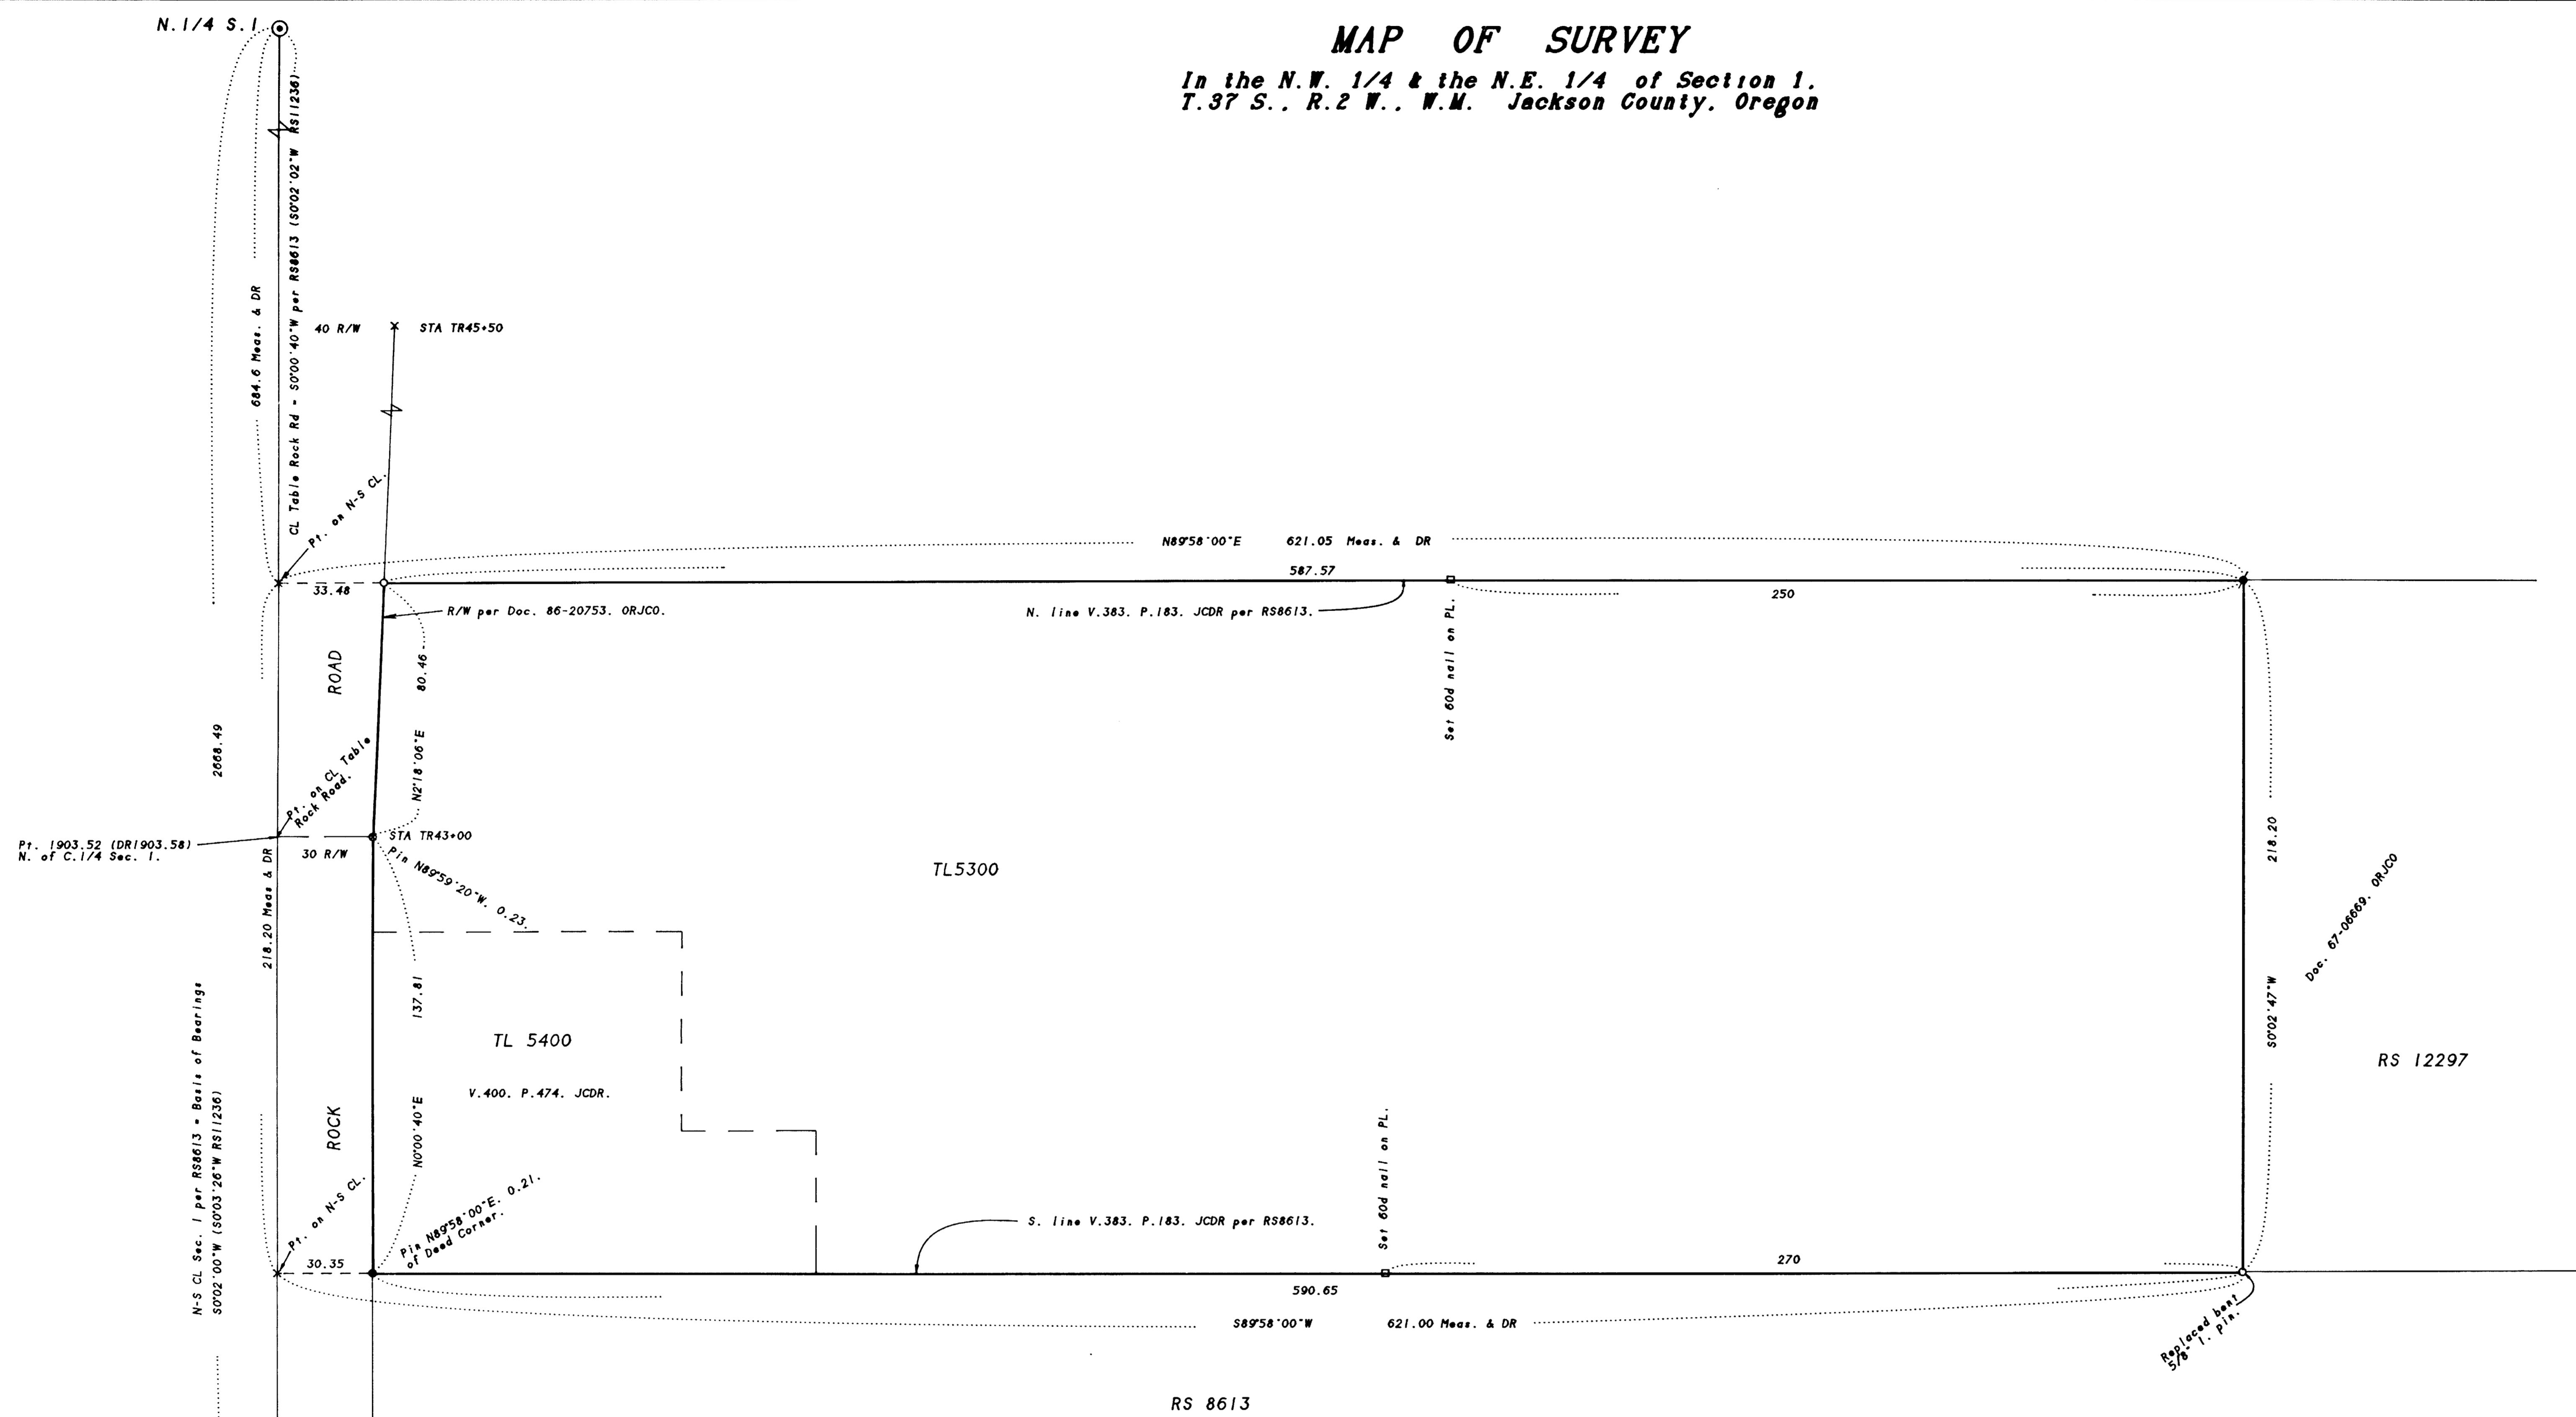 N.1/4 S.1
MAP OF SURVEY
In the N.W. 1/4 & the N.E. 1/4 of Section 1.
T.37 S., R.2 W., W.M. Jackson County, Oregon
CL Table Rock Rd - S0°00'40"W per RS8613 (S0°02'02"W RS11236)
684.6 Meas. & DR
40 R/W
STA TR45+50
Pt. on N-S CL.
N89°58'00"E 621.05 Meas. & DR
33.48
587.57
R/W per Doc. 86-20753. ORJCO.
N. line V.383. P.183. JCDR per RS8613.
Set 60d nail on PL.
250
ROAD
80.46
N2°18'06"E
2668.49
Pt. on CL Table
Rock Road.
STA TR43+00
Pt. 1903.52 (DR1903.58)
N. of C.1/4 Sec. 1.
30 R/W
Pin N89°59'20"W. 0.23.
218.20 Meas & DR
TL5300
218.20
S0°02'47"W
Doc. 67-06669. ORJCO
137.81
N0°00'40"E
TL 5400
V.400. P.474. JCDR.
RS 12297
N-S CL Sec. 1 per RS8613 = Basis of Bearings
S0°02'00"W (S0°03'26"W RS11236)
ROCK
Pt. on N-S CL.
Pin N89°58'00"E. 0.21.
of Deed Corner.
Set 60d nail on PL.
S. line V.383. P.183. JCDR per RS8613.
30.35
270
590.65
S89°58'00"W 621.00 Meas. & DR
Replaced bent
5/8" I. pin.
RS 8613